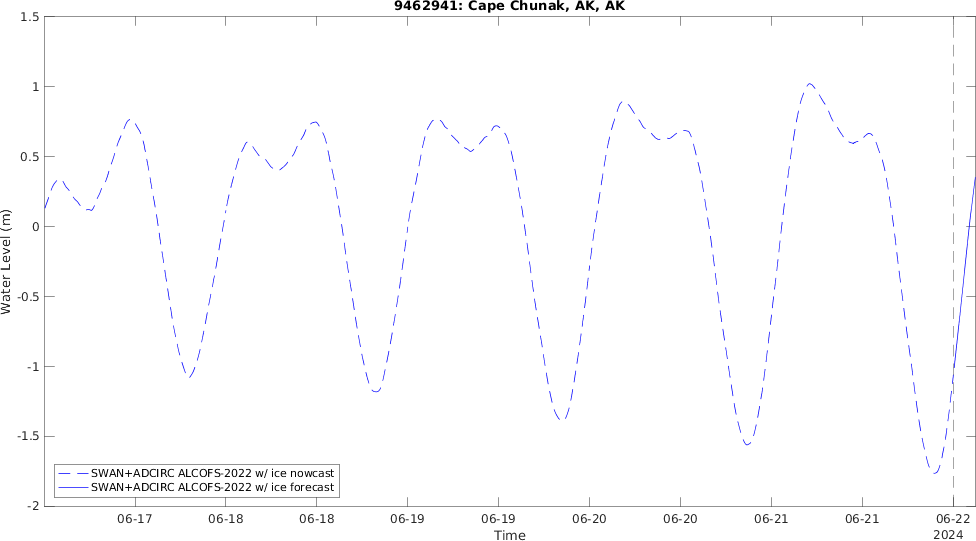 9462941: Cape Chunak, AK, AK
1.5
1
0.5
0
-0.5
-1
-1.5
-2
Water Level (m)
SWAN+ADCIRC ALCOFS-2022 w/ ice nowcast
SWAN+ADCIRC ALCOFS-2022 w/ ice forecast
06-17 06-18 06-18 06-19 06-19 06-20 06-20 06-21 06-21 06-22
2024
Time